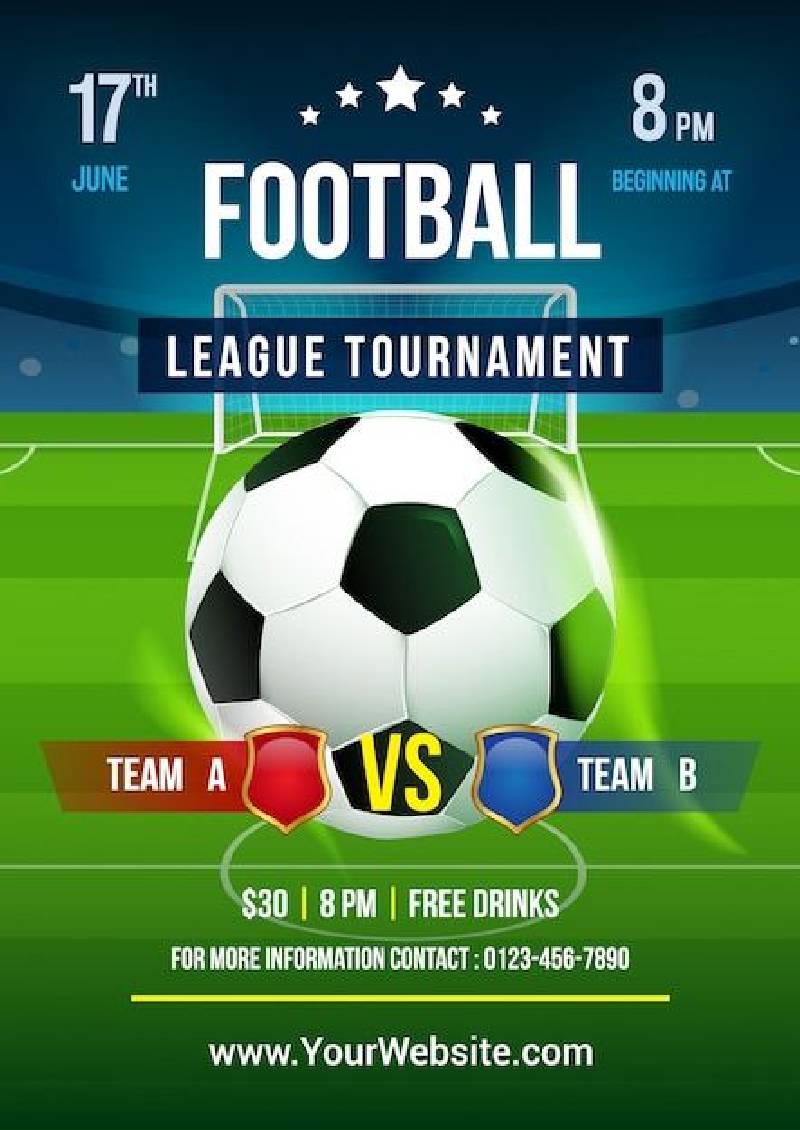 17TH
JUNE
8 PM
BEGINNING AT
FOOTBALL
LEAGUE TOURNAMENT
TEAM A
VS
TEAM B
$30 | 8 PM | FREE DRINKS
FOR MORE INFORMATION CONTACT : 0123-456-7890
www.YourWebsite.com